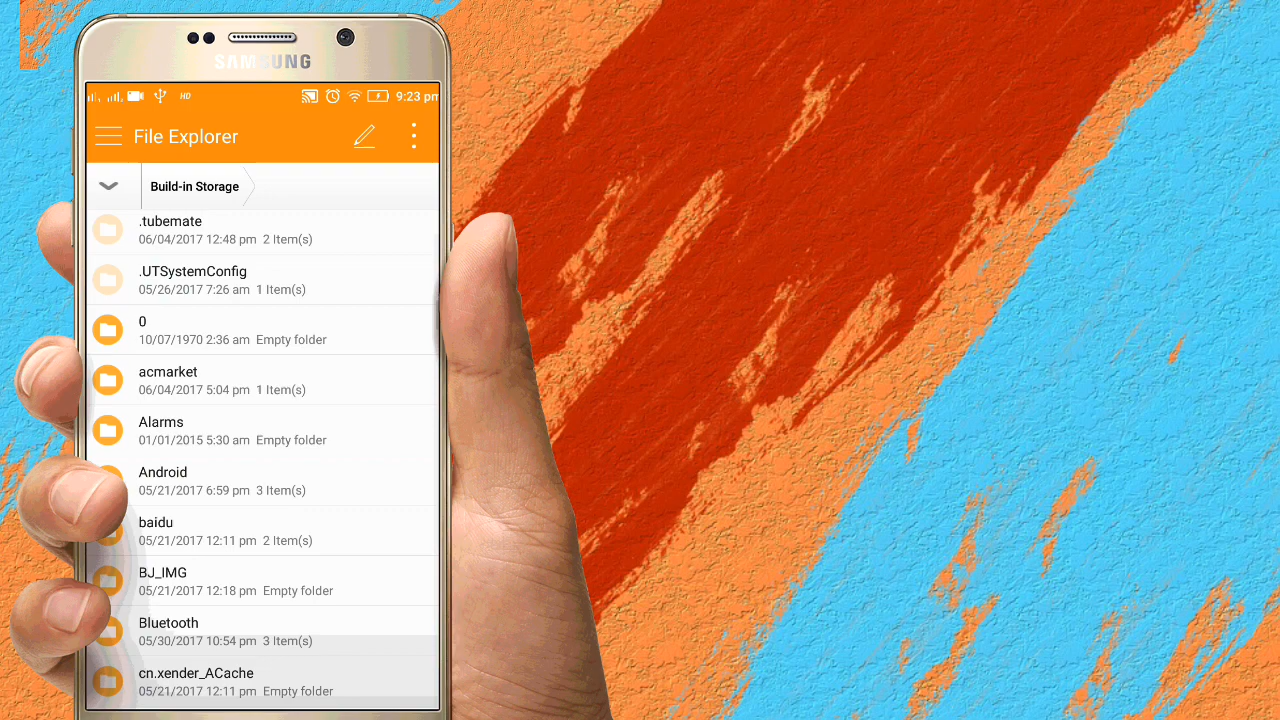 SAMSUNG
HD
9:23 pm
File Explorer
Build-in Storage
.tubemate
06/04/2017 12:48 pm 2 Item(s)
.UTSystemConfig
05/26/2017 7:26 am 1 Item(s)
0
10/07/1970 2:36 am Empty folder
acmarket
06/04/2017 5:04 pm 1 Item(s)
Alarms
01/01/2015 5:30 am Empty folder
Android
05/21/2017 6:59 pm 3 Item(s)
baidu
05/21/2017 12:11 pm 2 Item(s)
BJ_IMG
05/21/2017 12:18 pm Empty folder
Bluetooth
05/30/2017 10:54 pm 3 Item(s)
cn.xender_ACache
05/21/2017 12:11 pm Empty folder